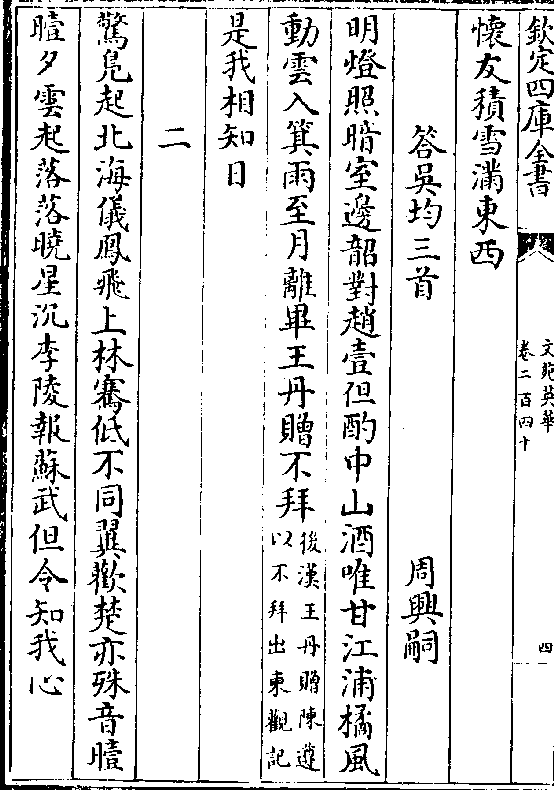 欽定四庫全書
文苑英華
卷二百四十
四
懷友積雪滿東西
答吳均三首
周興嗣
明燈照暗室邊韶對趙壹但酌中山酒唯甘江浦橘風
動雲入箕雨至月離畢王丹贈不拜後漢王丹贈陳遵
以不拜出東觀記
是我相知日
二
驚鳬起北海儀鳳飛上林騫低不同翼歡楚亦殊音曀
曀夕雲起落落曉星沉李陵報蘇武但令知我心